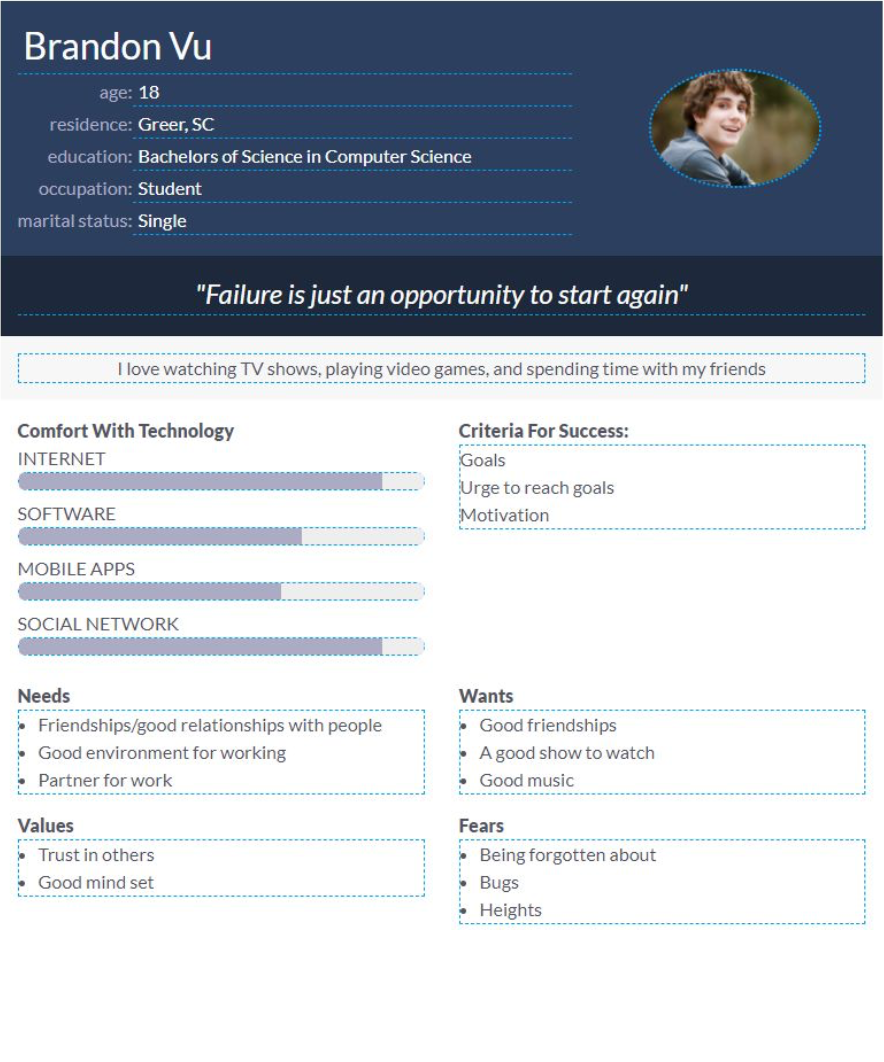 Brandon Vu
age: 18
residence: Greer, SC
education: Bachelors of Science in Computer Science
occupation: Student
marital status: Single
"Failure is just an opportunity to start again"
I love watching TV shows, playing video games, and spending time with my friends
Comfort With Technology
INTERNET
SOFTWARE
MOBILE APPS
SOCIAL NETWORK
Criteria For Success:
Goals
Urge to reach goals
Motivation
Needs
• Friendships/good relationships with people
• Good environment for working
• Partner for work
Wants
• Good friendships
• A good show to watch
• Good music
Values
• Trust in others
• Good mind set
Fears
• Being forgotten about
• Bugs
• Heights